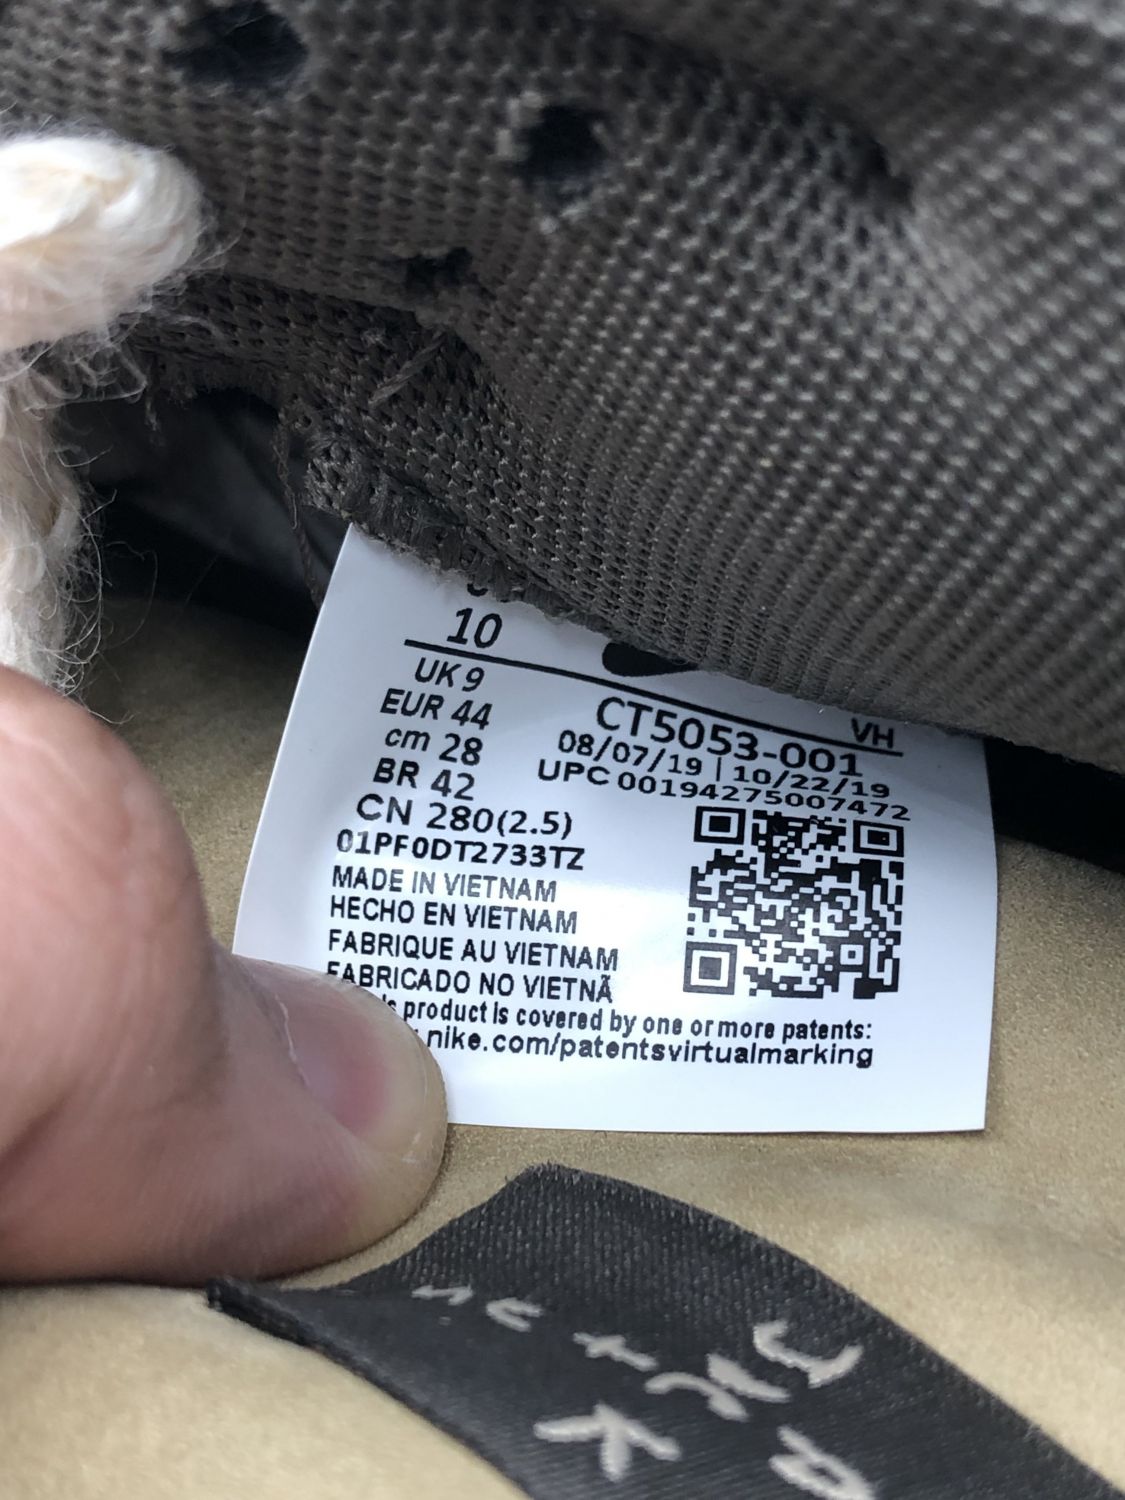 10
UK 9
EUR 44
cm 28
BR 42
CN 280(2.5)
01PF0DT2733TZ
MADE IN VIETNAM
HECHO EN VIETNAM
FABRIQUE AU VIETNAM
FABRICADO NO VIETNÃ
VH
CT5053-001
08/07/19 | 10/22/19
UPC 00194275007472
product is covered by one or more patents:
nike.com/patentsvirtualmarking